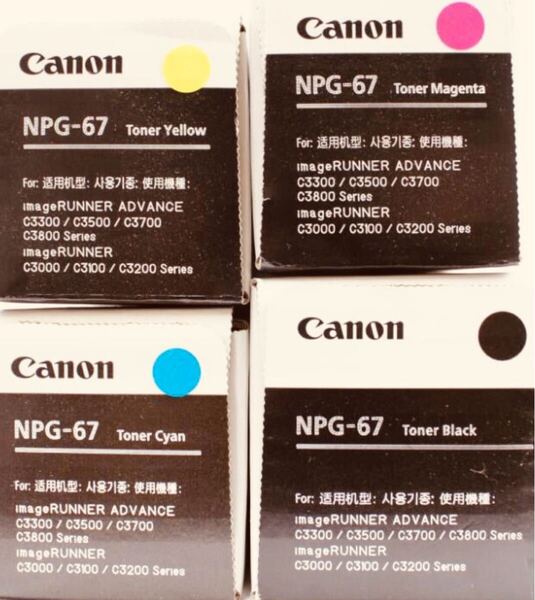 Canon
NPG-67 Toner Yellow
For: 适用机型: 사용기종: 使用機種:
imageRUNNER ADVANCE
C3300 / C3500 / C3700
C3800 Series
imageRUNNER
C3000 / C3100 / C3200 Series
Canon
NPG-67 Toner Magenta
For: 适用机型: 사용기종: 使用機種:
imageRUNNER ADVANCE
C3300 / C3500 / C3700
C3800 Series
imageRUNNER
C3000 / C3100 / C3200 Series
Canon
NPG-67 Toner Cyan
For: 适用机型: 사용기종: 使用機種:
imageRUNNER ADVANCE
C3300 / C3500 / C3700
C3800 Series
imageRUNNER
C3000 / C3100 / C3200 Series
Canon
NPG-67 Toner Black
For: 适用机型: 사용기종: 使用機種:
imageRUNNER ADVANCE
C3300 / C3500 / C3700 / C3800 Series
imageRUNNER
C3000 / C3100 / C3200 Series